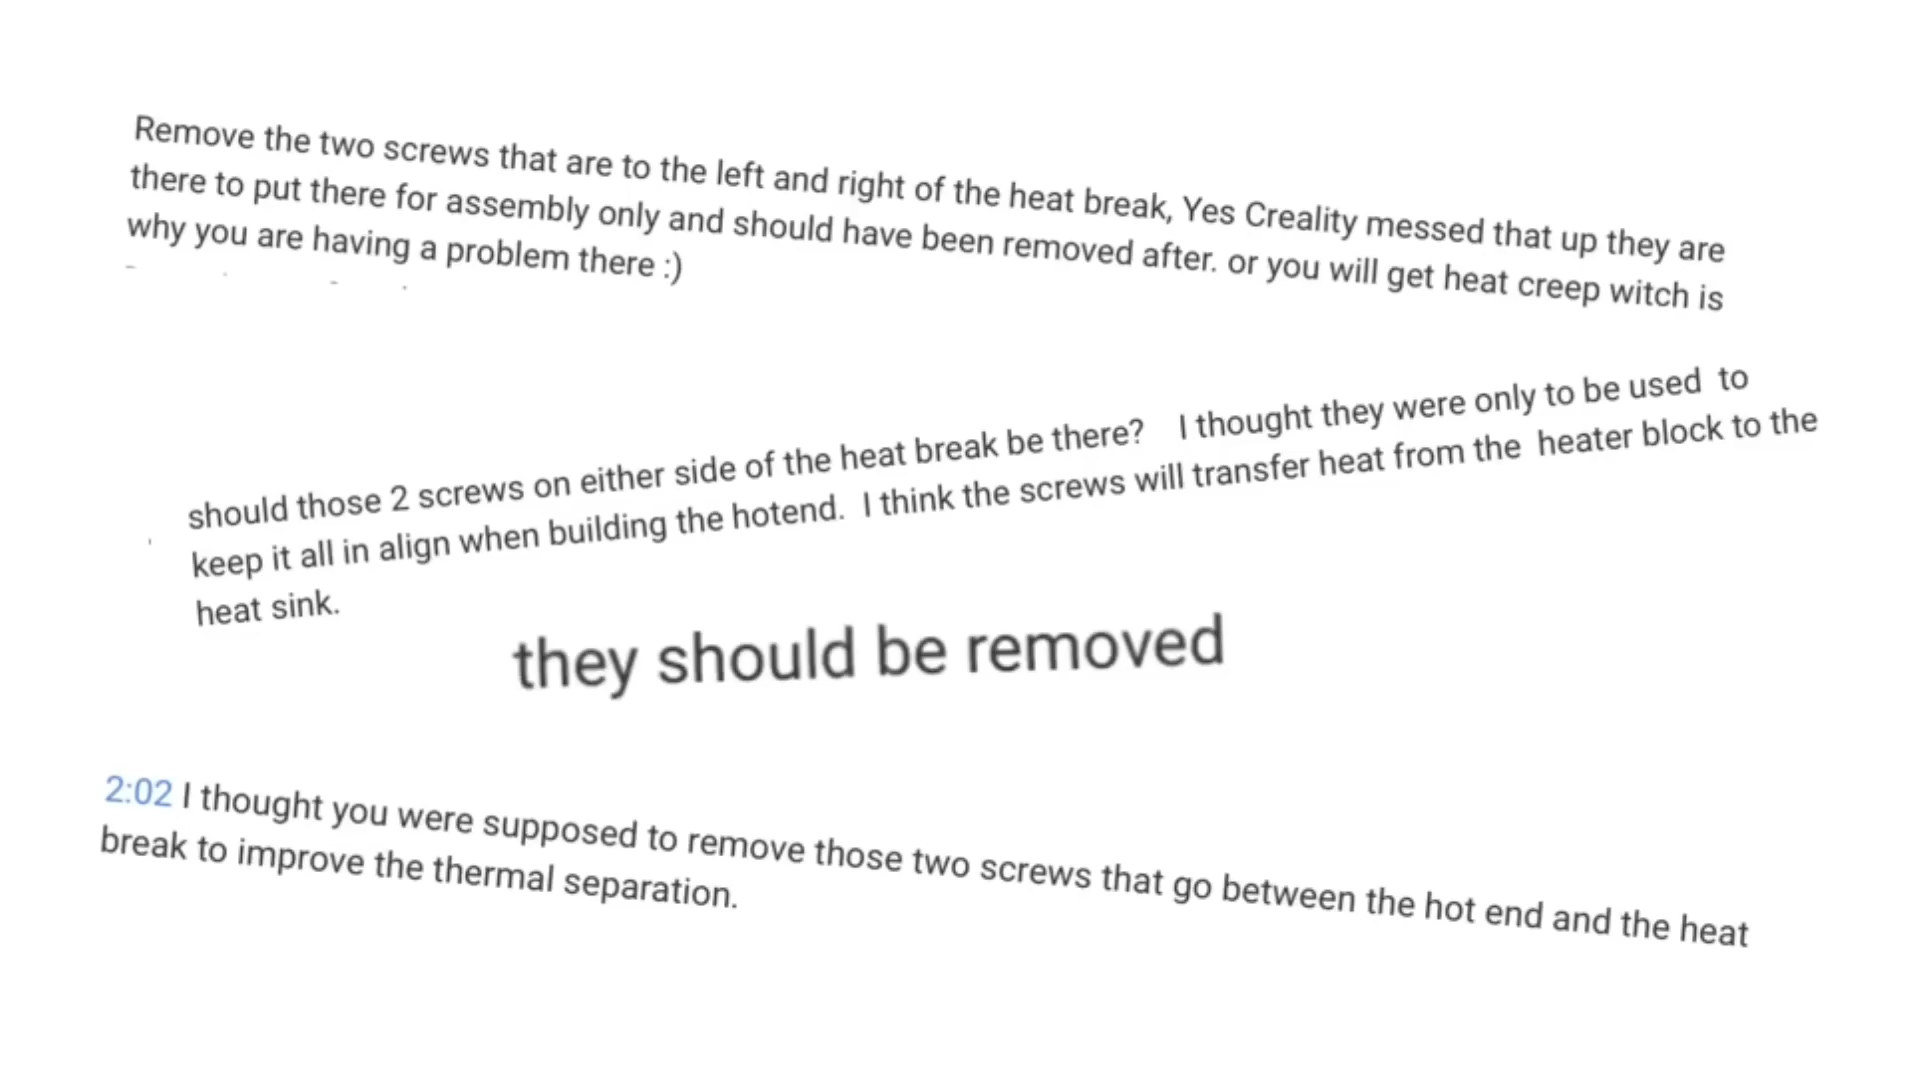 Remove the two screws that are to the left and right of the heat break, Yes Creality messed that up they are
there to put there for assembly only and should have been removed after. or you will get heat creep witch is
why you are having a problem there :)
should those 2 screws on either side of the heat break be there?    I thought they were only to be used  to
keep it all in align when building the hotend.  I think the screws will transfer heat from the  heater block to the
heat sink.
they should be removed
2:02 I thought you were supposed to remove those two screws that go between the hot end and the heat
break to improve the thermal separation.